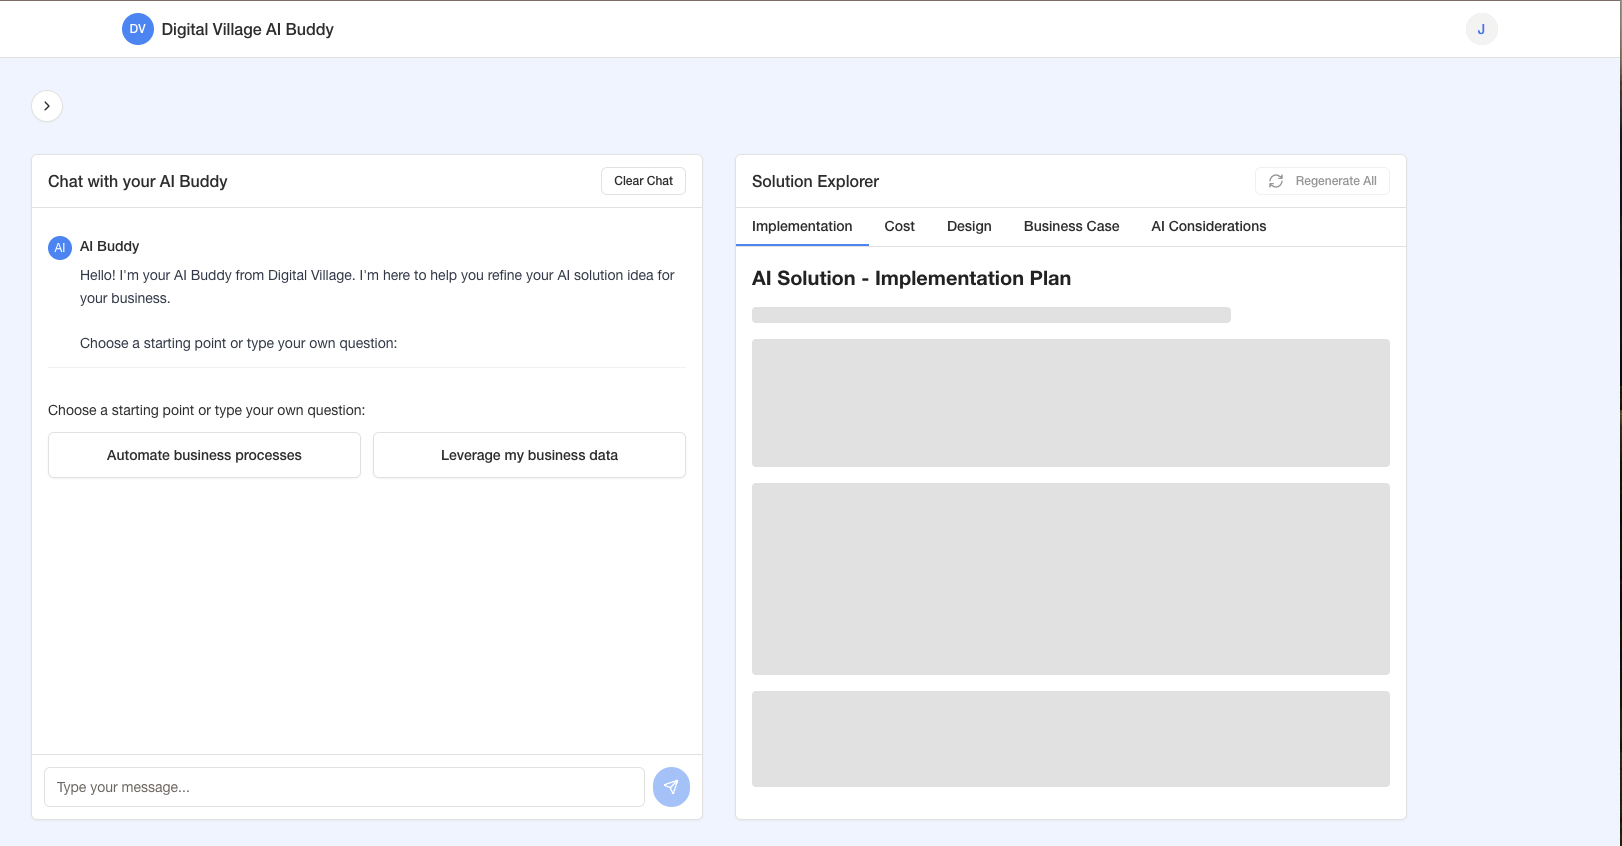 DV Digital Village AI Buddy
J
Chat with your AI Buddy
Clear Chat
AI AI Buddy
Hello! I'm your AI Buddy from Digital Village. I'm here to help you refine your AI solution idea for
your business.
Choose a starting point or type your own question:
Choose a starting point or type your own question:
Automate business processes
Leverage my business data
Type your message...
Solution Explorer
Regenerate All
Implementation Cost Design Business Case AI Considerations
AI Solution - Implementation Plan